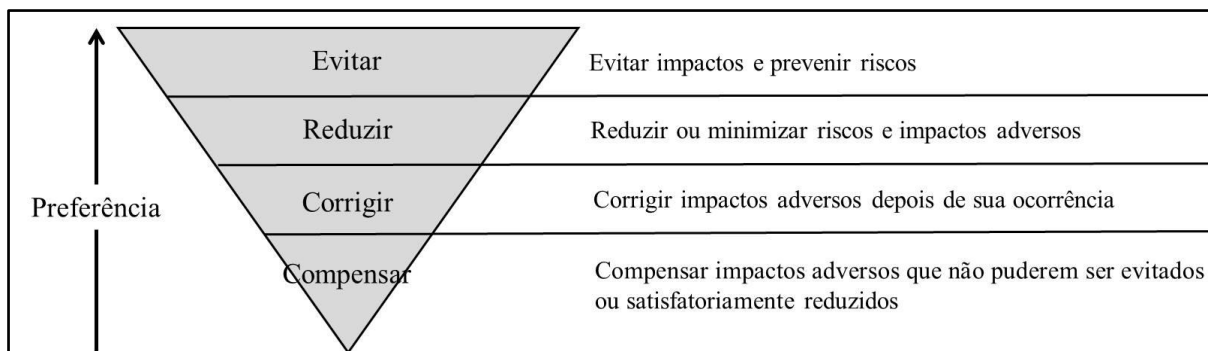 Evitar
Evitar impactos e prevenir riscos
Reduzir
Reduzir ou minimizar riscos e impactos adversos
Preferência
Corrigir
Corrigir impactos adversos depois de sua ocorrência
Compensar
Compensar impactos adversos que não puderem ser evitados
ou satisfatoriamente reduzidos